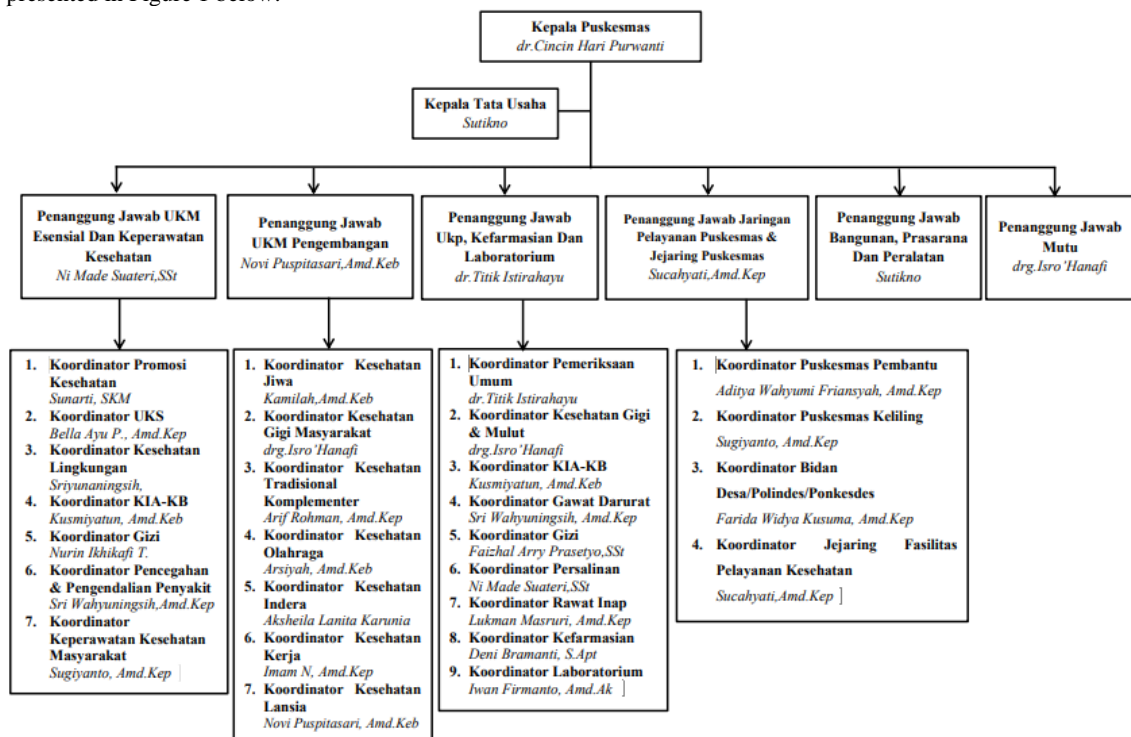 presented in Figure 1 below.
Kepala Puskesmas
dr.Cincin Hari Purwanti
Kepala Tata Usaha
Sutikno
Penanggung Jawab UKM
Esensial Dan Keperawatan
Kesehatan
Ni Made Suateri,SSt
Penanggung Jawab
UKM Pengembangan
Novi Puspitasari,Amd.Keb
Penanggung Jawab
Ukp, Kefarmasian Dan
Laboratorium
dr.Titik Istirahayu
Penanggung Jawab Jaringan
Pelayanan Puskesmas &
Jejaring Puskesmas
Sucahyati,Amd.Kep
Penanggung Jawab
Bangunan, Prasarana
Dan Peralatan
Sutikno
Penanggung Jawab
Mutu
drg.Isro'Hanafi
1. Koordinator Promosi
Kesehatan
Sunarti, SKM
2. Koordinator UKS
Bella Ayu P., Amd.Kep
3. Koordinator Kesehatan
Lingkungan
Sriyunaningsih,
4. Koordinator KIA-KB
Kusmiyatun, Amd.Keb
5. Koordinator Gizi
Nurin Ikhikafi T.
6. Koordinator Pencegahan
& Pengendalian Penyakit
Sri Wahyuningsih,Amd.Kep
7. Koordinator
Keperawatan Kesehatan
Masyarakat
Sugiyanto, Amd.Kep
1. Koordinator Kesehatan
Jiwa
Kamilah,Amd.Keb
2. Koordinator Kesehatan
Gigi Masyarakat
drg.Isro'Hanafi
3. Koordinator Kesehatan
Tradisional
Komplementer
Arif Rohman, Amd.Kep
4. Koordinator Kesehatan
Olahraga
Arsiyah, Amd.Keb
5. Koordinator Kesehatan
Indera
Aksheila Lanita Karunia
6. Koordinator Kesehatan
Kerja
Imam N, Amd.Kep
7. Koordinator Kesehatan
Lansia
Novi Puspitasari, Amd.Keb
1. Koordinator Pemeriksaan
Umum
dr.Titik Istirahayu
2. Koordinator Kesehatan Gigi
& Mulut
drg.Isro'Hanafi
3. Koordinator KIA-KB
Kusmiyatun, Amd.Keb
4. Koordinator Gawat Darurat
Sri Wahyuningsih, Amd.Kep
5. Koordinator Gizi
Faizhal Arry Prasetyo,SSt
6. Koordinator Persalinan
Ni Made Suateri,SSt
7. Koordinator Rawat Inap
Lukman Masruri, Amd.Kep
8. Koordinator Kefarmasian
Deni Bramanti, S.Apt
9. Koordinator Laboratorium
Iwan Firmanto, Amd.Ak ]
1. Koordinator Puskesmas Pembantu
Aditya Wahyumi Friansyah, Amd.Kep
2. Koordinator Puskesmas Keliling
Sugiyanto, Amd.Kep
3. Koordinator Bidan
Desa/Polindes/Ponkesdes
Farida Widya Kusuma, Amd.Kep
4. Koordinator Jejaring Fasilitas
Pelayanan Kesehatan
Sucahyati,Amd.Kep ]